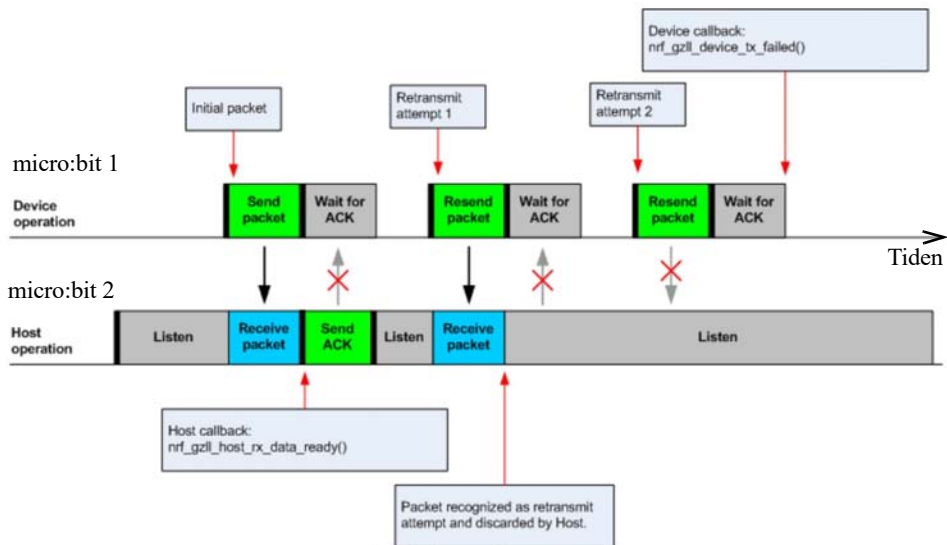 Device callback:
nrf_gzll_device_tx_failed()
Initial packet
Retransmit
attempt 1
Retransmit
attempt 2
micro:bit 1
Device
operation
Send
packet
Wait for
ACK
Resend
packet
Wait for
ACK
Resend
packet
Wait for
ACK
Tiden
micro:bit 2
Host
operation
Listen
Receive
packet
Send
ACK
Listen
Receive
packet
Listen
Host callback:
nrf_gzll_host_rx_data_ready()
Packet recognized as retransmit
attempt and discarded by Host.